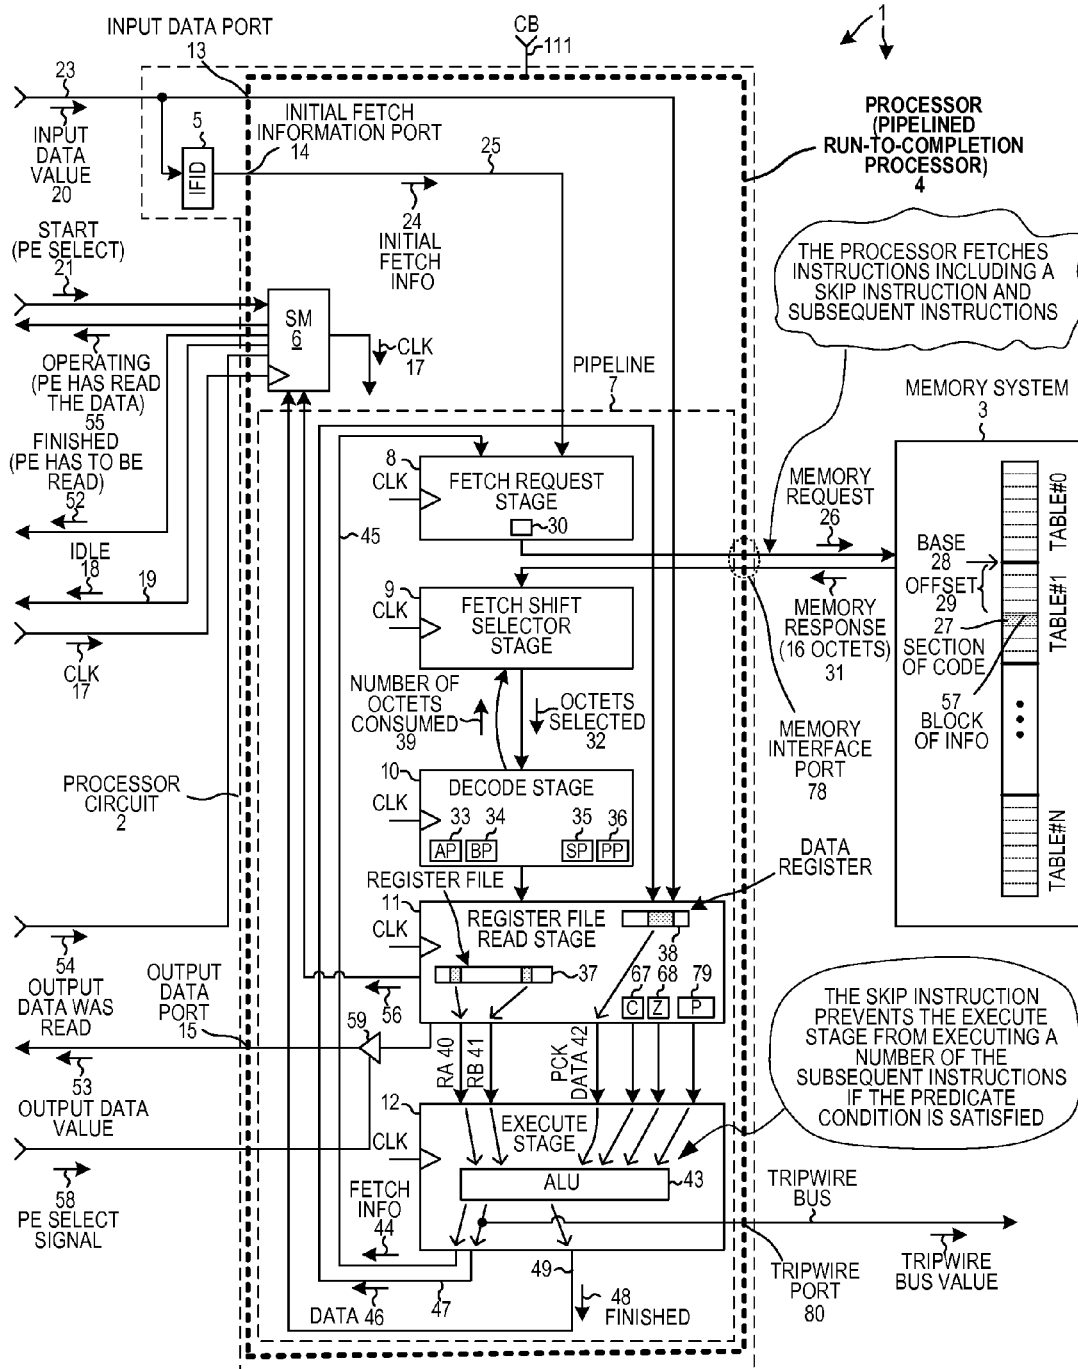 INPUT DATA PORT
13
CB
111
1
23
INPUT
DATA
VALUE
20
5
IFID
INITIAL FETCH
INFORMATION PORT
14
25
24
INITIAL
FETCH
INFO
PROCESSOR
(PIPELINED
RUN-TO-COMPLETION
PROCESSOR)
4
START
(PE SELECT)
21
SM
6
CLK
17
OPERATING
(PE HAS READ
THE DATA)
55
FINISHED
(PE HAS TO BE
READ)
52
IDLE
18
19
CLK
17
THE PROCESSOR FETCHES
INSTRUCTIONS INCLUDING A
SKIP INSTRUCTION AND
SUBSEQUENT INSTRUCTIONS
PIPELINE
7
MEMORY SYSTEM
3
8
CLK
FETCH REQUEST
STAGE
30
45
MEMORY
REQUEST
26
BASE
28
OFFSET
29
27
SECTION
OF CODE
57
BLOCK
OF INFO
TABLE#0
TABLE#1
TABLE#N
9
CLK
FETCH SHIFT
SELECTOR
STAGE
MEMORY
RESPONSE
(16 OCTETS)
31
NUMBER OF
OCTETS
CONSUMED
39
OCTETS
SELECTED
32
MEMORY
INTERFACE
PORT
78
PROCESSOR
CIRCUIT
2
10
CLK
DECODE STAGE
33
34
35
36
AP
BP
SP
PP
REGISTER FILE
DATA
REGISTER
11
CLK
REGISTER FILE
READ STAGE
38
37
67
68
79
C
Z
P
56
54
OUTPUT
DATA WAS
READ
OUTPUT
DATA
PORT
15
59
53
OUTPUT DATA
VALUE
RA 40
RB 41
PCK
DATA 42
THE SKIP INSTRUCTION
PREVENTS THE EXECUTE
STAGE FROM EXECUTING A
NUMBER OF THE
SUBSEQUENT INSTRUCTIONS
IF THE PREDICATE
CONDITION IS SATISFIED
12
CLK
EXECUTE
STAGE
ALU
43
58
PE SELECT
SIGNAL
FETCH
INFO
44
TRIPWIRE
BUS
TRIPWIRE
BUS VALUE
TRIPWIRE
PORT
80
DATA 46
47
49
48
FINISHED